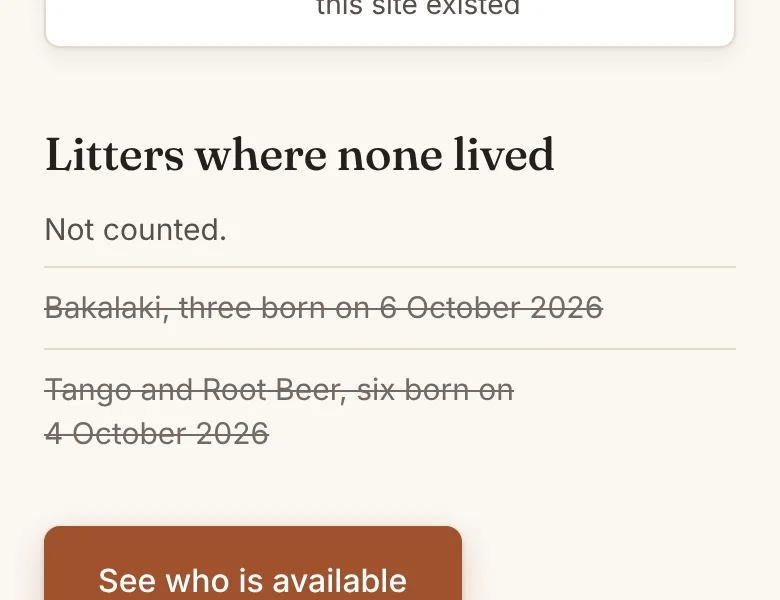 this site existed
Litters where none lived
Not counted.
Bakalaki, three born on 6 October 2026
Tango and Root Beer, six born on
4 October 2026
See who is available